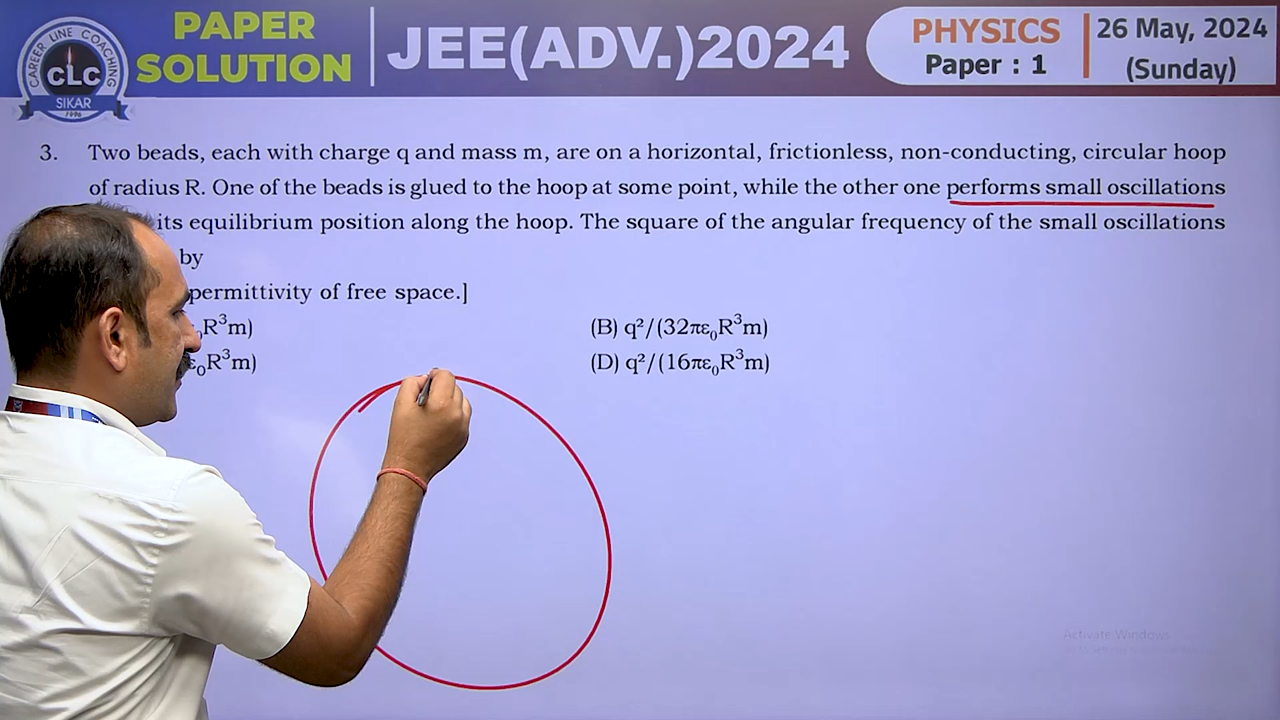 CAREER LINE COACHING
CLC
SIKAR
1996
PAPER SOLUTION
JEE(ADV.)2024
PHYSICS
Paper : 1
26 May, 2024
(Sunday)
3. Two beads, each with charge q and mass m, are on a horizontal, frictionless, non-conducting, circular hoop
of radius R. One of the beads is glued to the hoop at some point, while the other one performs small oscillations
its equilibrium position along the hoop. The square of the angular frequency of the small oscillations
by
permittivity of free space.]
₀R³m)
(B) q²/(32πε₀R³m)
ε₀R³m)
(D) q²/(16πε₀R³m)
Activate Windows